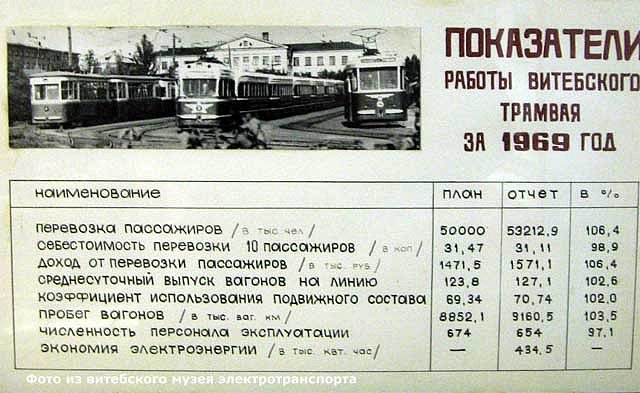 ПОКАЗАТЕЛИ
РАБОТЫ ВИТЕБСКОГО
ТРАМВАЯ
ЗА 1969 ГОД
НАИМЕНОВАНИЕ ПЛАН ОТЧЕТ В %
ПЕРЕВОЗКА ПАССАЖИРОВ /В ТЫС. ЧЕЛ/ 50000 53212,9 106,4
СЕБЕСТОИМОСТЬ ПЕРЕВОЗКИ 10 ПАССАЖИРОВ /В КОП/ 31,47 31,11 98,9
ДОХОД ОТ ПЕРЕВОЗКИ ПАССАЖИРОВ /В ТЫС. РУБ/ 1471,5 1571,1 106,4
СРЕДНЕСУТОЧНЫЙ ВЫПУСК ВАГОНОВ НА ЛИНИЮ 123,8 127,1 102,6
КОЭФФИЦИЕНТ ИСПОЛЬЗОВАНИЯ ПОДВИЖНОГО СОСТАВА 69,34 70,74 102,0
ПРОБЕГ ВАГОНОВ /В ТЫС. ВАГ. КМ/ 8852,1 9160,5 103,5
ЧИСЛЕННОСТЬ ПЕРСОНАЛА ЭКСПЛУАТАЦИИ 674 654 97,1
ЭКОНОМИЯ ЭЛЕКТРОЭНЕРГИИ /В ТЫС. КВТ. ЧАС/ — 434,5 —
Фото из витебского музея электротранспорта